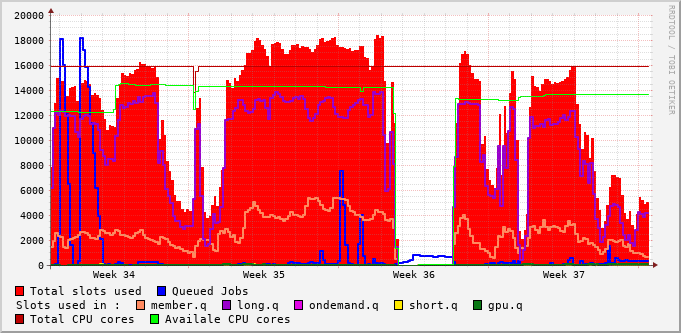 RRDTOOL / TOBI OETIKER
20000
18000
16000
14000
12000
10000
8000
6000
4000
2000
0
Week 34 Week 35 Week 36 Week 37
Total slots used Queued Jobs
Slots used in : member.q long.q ondemand.q short.q gpu.q
Total CPU cores Availale CPU cores